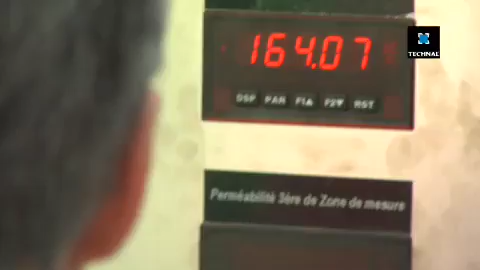 164.07
TECHNAL
DSP PAR F1▲ F2▼ RST
Perméabilité 3ère de Zone de mesure